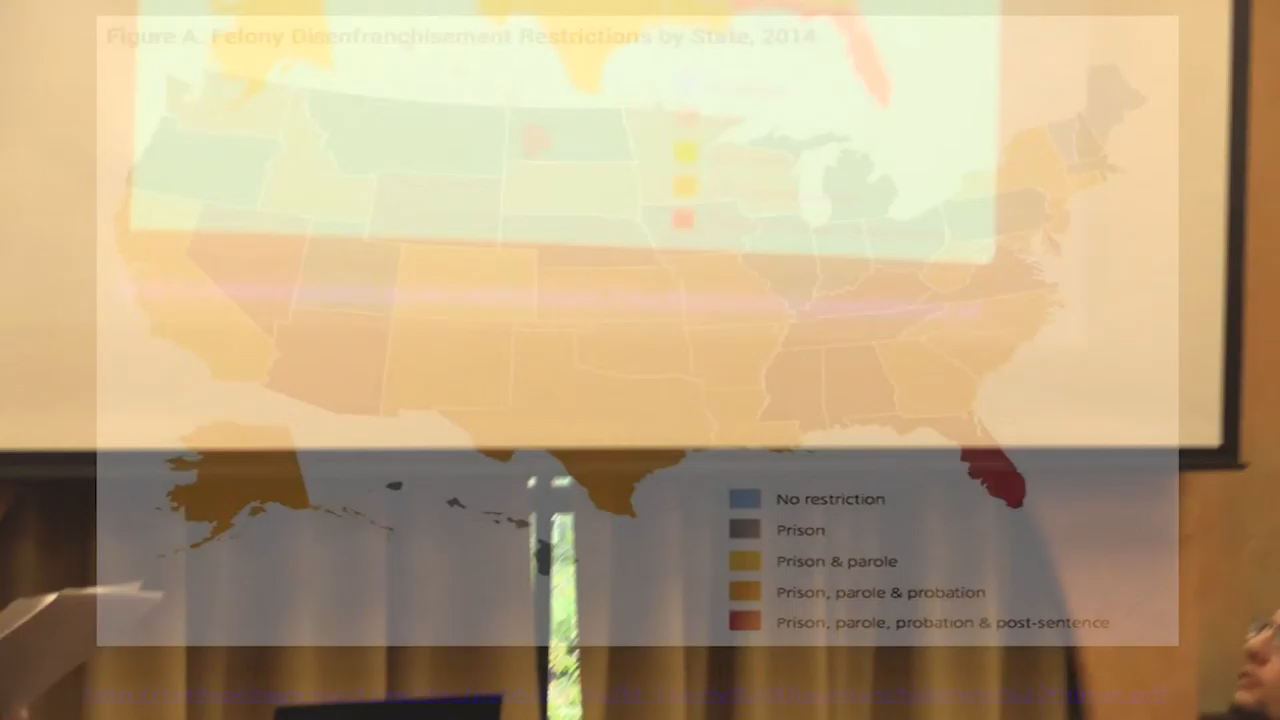 Figure A. Felony Disenfranchisement Restrictions by State, 2014
No restriction
Prison
Prison & parole
Prison, parole & probation
Prison, parole, probation & post-sentence